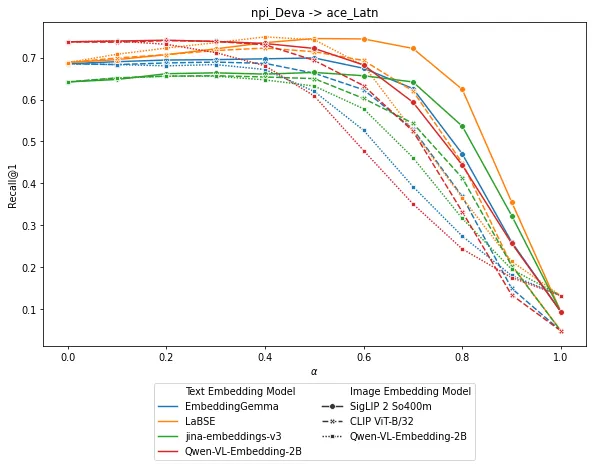 npi_Deva -> ace_Latn
Recall@1
0.7
0.6
0.5
0.4
0.3
0.2
0.1
0.0 0.2 0.4 0.6 0.8 1.0
α
Text Embedding Model
EmbeddingGemma
LaBSE
jina-embeddings-v3
Qwen-VL-Embedding-2B
Image Embedding Model
SigLIP 2 So400m
CLIP ViT-B/32
Qwen-VL-Embedding-2B